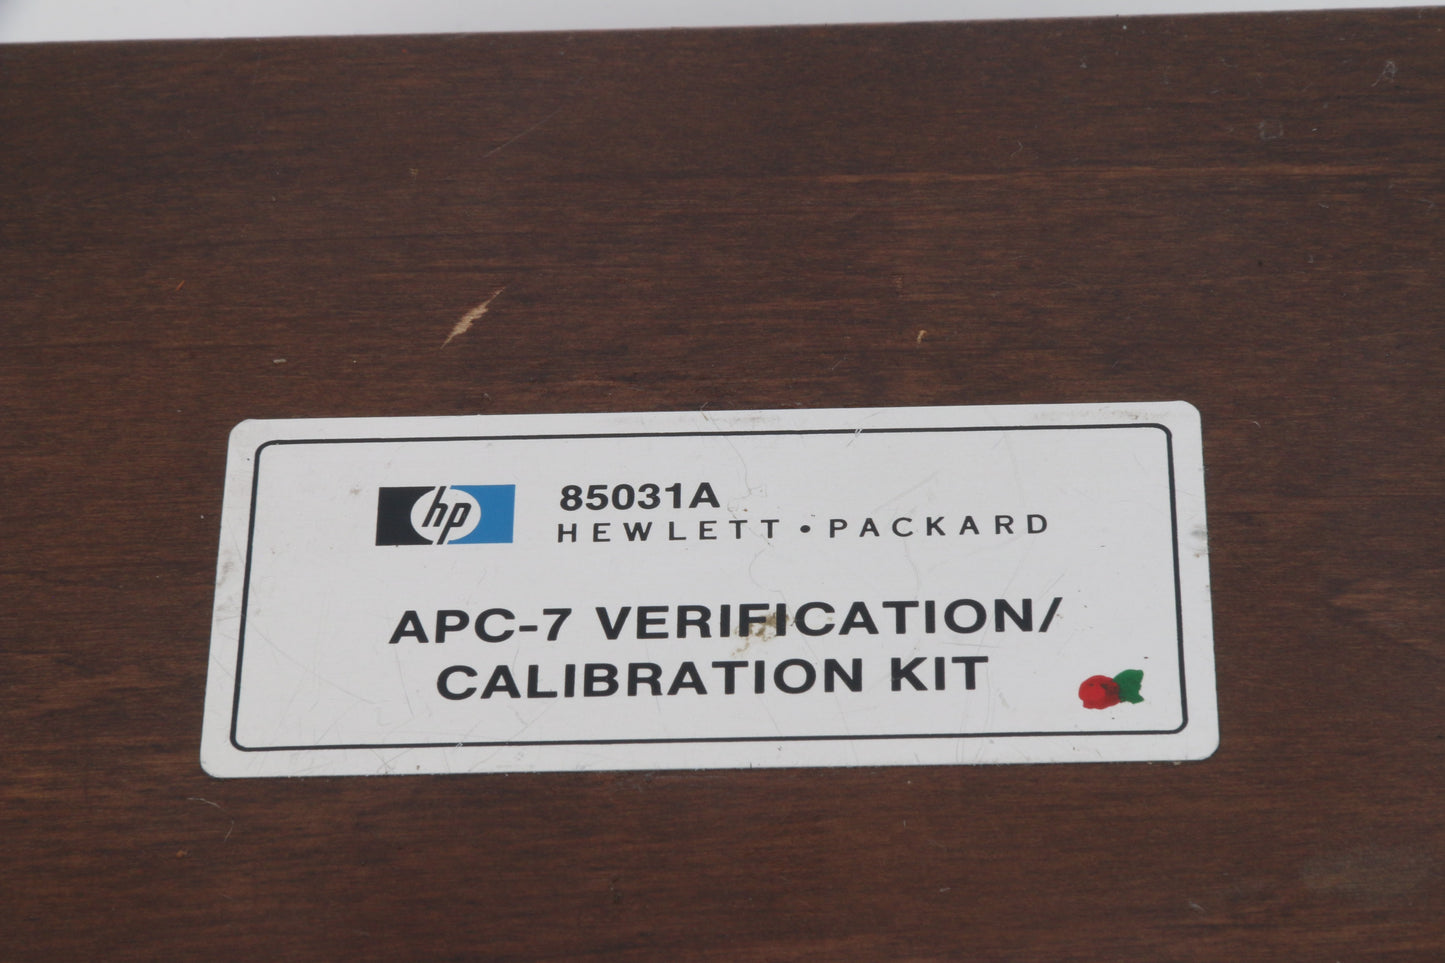 hp
85031A
HEWLETT • PACKARD
APC-7 VERIFICATION/
CALIBRATION KIT